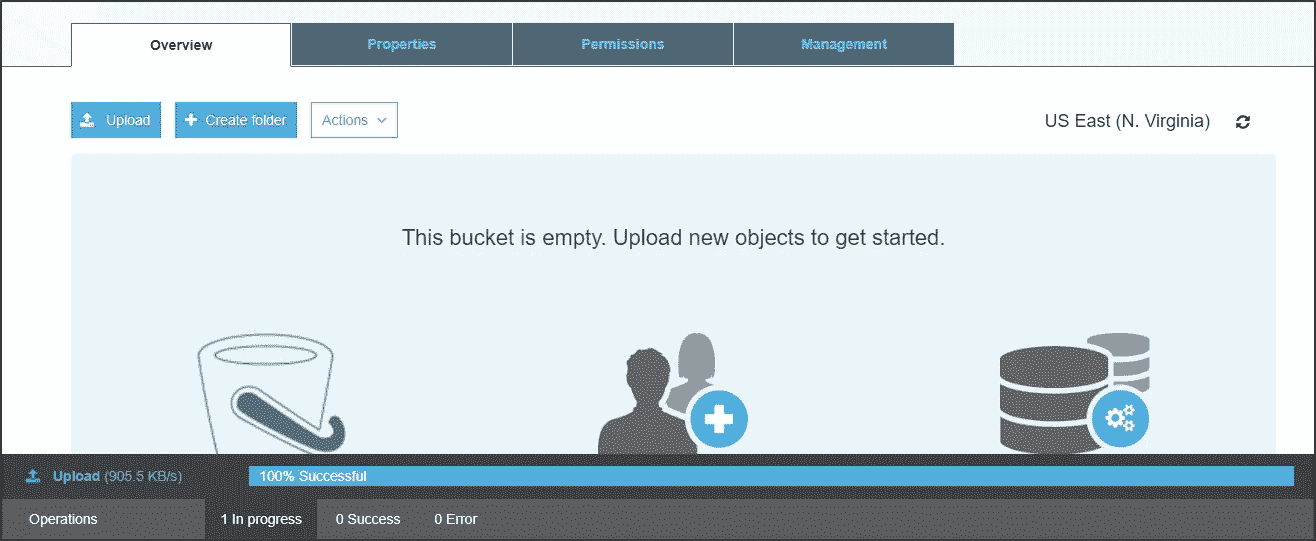 Overview
Properties
Permissions
Management
Upload
Create folder
Actions
US East (N. Virginia)
This bucket is empty. Upload new objects to get started.
Upload (905.5 KB/s)
100% Successful
Operations
1 In progress
0 Success
0 Error